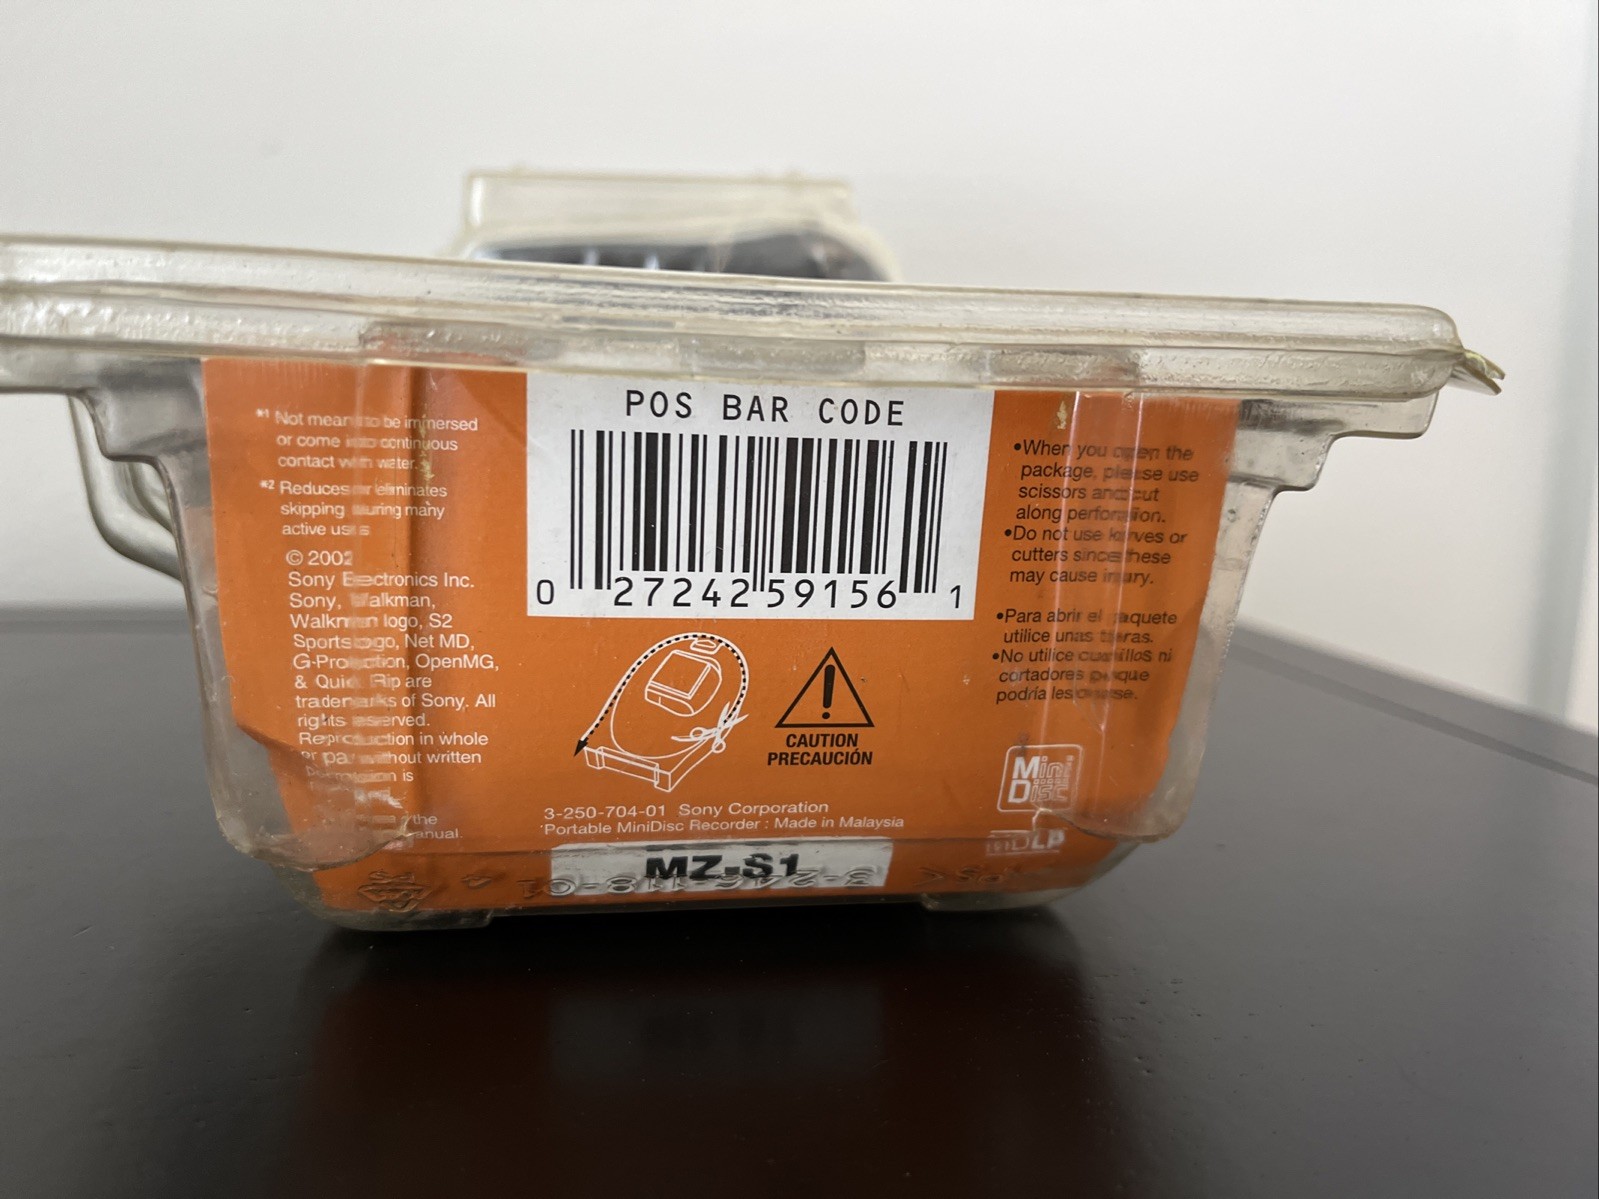 *1 Not meant to be immersed
or come into continuous
contact with water.
*2 Reduces or eliminates
skipping during many
active uses
© 2002
Sony Electronics Inc.
Sony, Walkman,
Walkman logo, S2
Sports logo, Net MD,
G-Protection, OpenMG,
& Quick Rip are
trademarks of Sony. All
rights reserved.
Reproduction in whole
or part without written
permission is
the
manual.
POS BAR CODE
0 27242 59156 1
CAUTION
PRECAUCIÓN
3-250-704-01 Sony Corporation
Portable MiniDisc Recorder : Made in Malaysia
MZ-S1
•When you open the
package, please use
scissors and cut
along perforation.
•Do not use knives or
cutters since these
may cause injury.
•Para abrir el paquete
utilice unas tijeras.
•No utilice cuchillos ni
cortadores porque
podría lesionarse.
Mini
Disc
MDLP